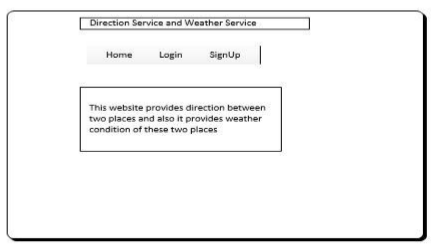 Direction Service and Weather Service
Home Login SignUp
This website provides direction between
two places and also it provides weather
condition of these two places